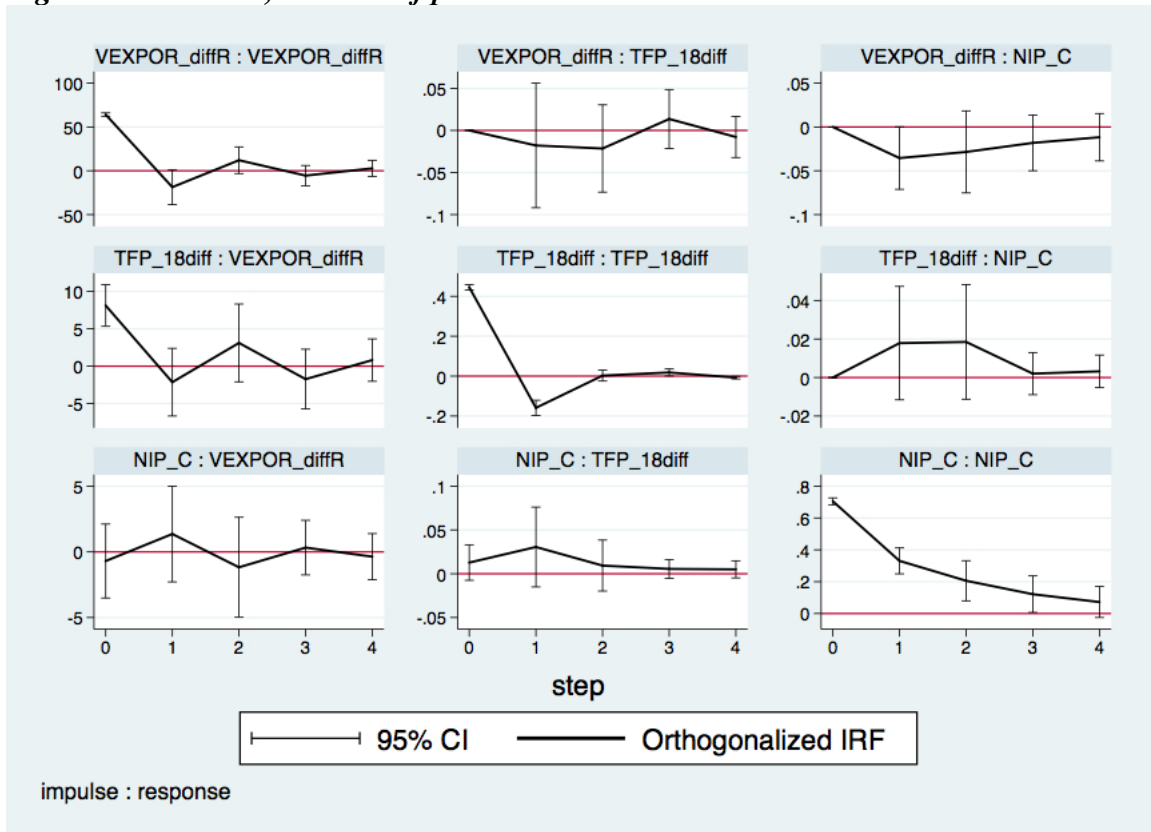 VEXPOR_diffR : VEXPOR_diffR VEXPOR_diffR : TFP_18diff VEXPOR_diffR : NIP_C
100 .05 .05
50 0 0
0 -.05 -.05
-50 -.1 -.1
TFP_18diff : VEXPOR_diffR TFP_18diff : TFP_18diff TFP_18diff : NIP_C
10 .4 .04
5 .2 .02
0 0 0
-5 -.2 -.02
NIP_C : VEXPOR_diffR NIP_C : TFP_18diff NIP_C : NIP_C
5 .1 .8
.05 .6
0 0 .4
-5 -.05 .2
0
0 1 2 3 4 0 1 2 3 4 0 1 2 3 4
step
95% CI Orthogonalized IRF
impulse : response